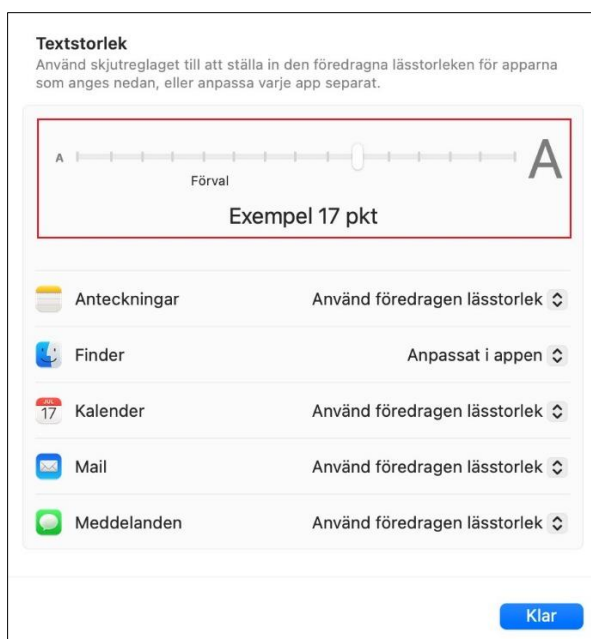 Textstorlek
Använd skjutreglaget till att ställa in den föredragna lässtorleken för apparna
som anges nedan, eller anpassa varje app separat.
A A
Förval
Exempel 17 pkt
Anteckningar Använd föredragen lässtorlek
Finder Anpassat i appen
JUL
17 Kalender Använd föredragen lässtorlek
Mail Använd föredragen lässtorlek
Meddelanden Använd föredragen lässtorlek
Klar